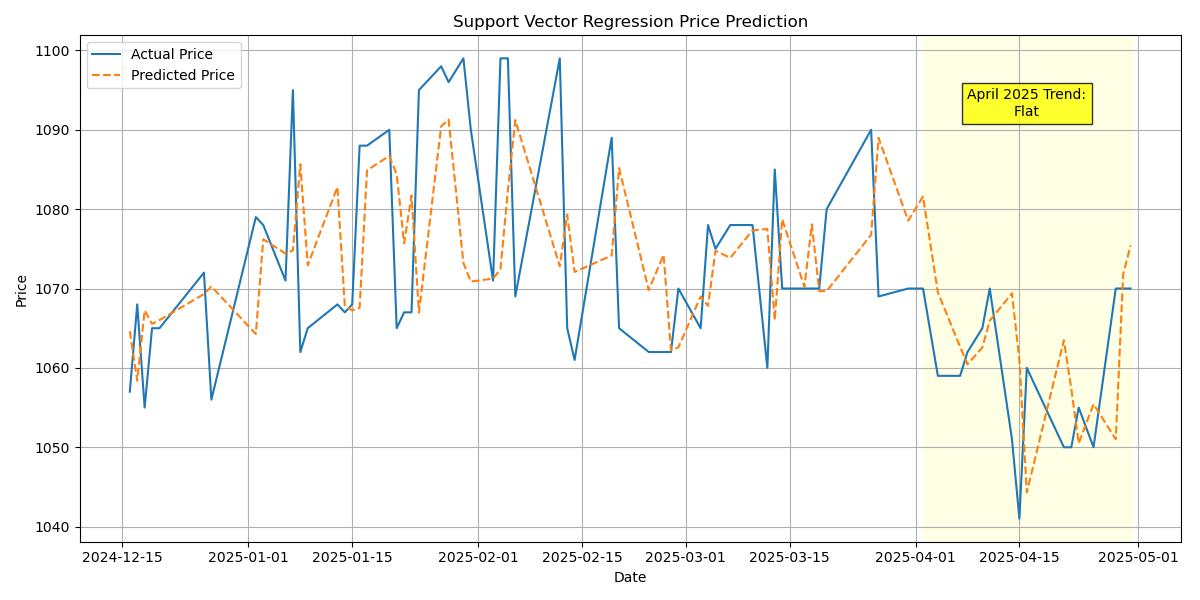 Support Vector Regression Price Prediction
Actual Price
Predicted Price
April 2025 Trend:
Flat
Price
1100
1090
1080
1070
1060
1050
1040
2024-12-15 2025-01-01 2025-01-15 2025-02-01 2025-02-15 2025-03-01 2025-03-15 2025-04-01 2025-04-15 2025-05-01
Date